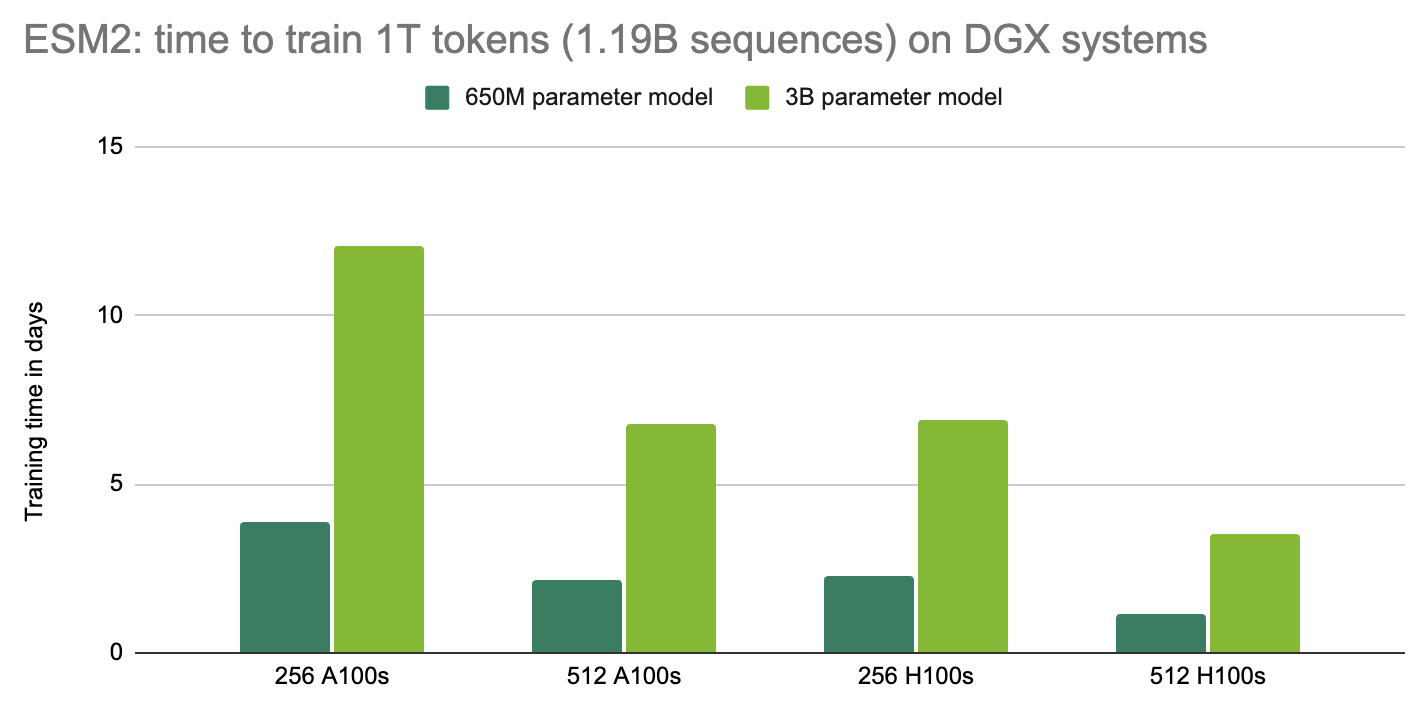 ESM2: time to train 1T tokens (1.19B sequences) on DGX systems
650M parameter model
3B parameter model
Training time in days
15
10
5
0
256 A100s
512 A100s
256 H100s
512 H100s